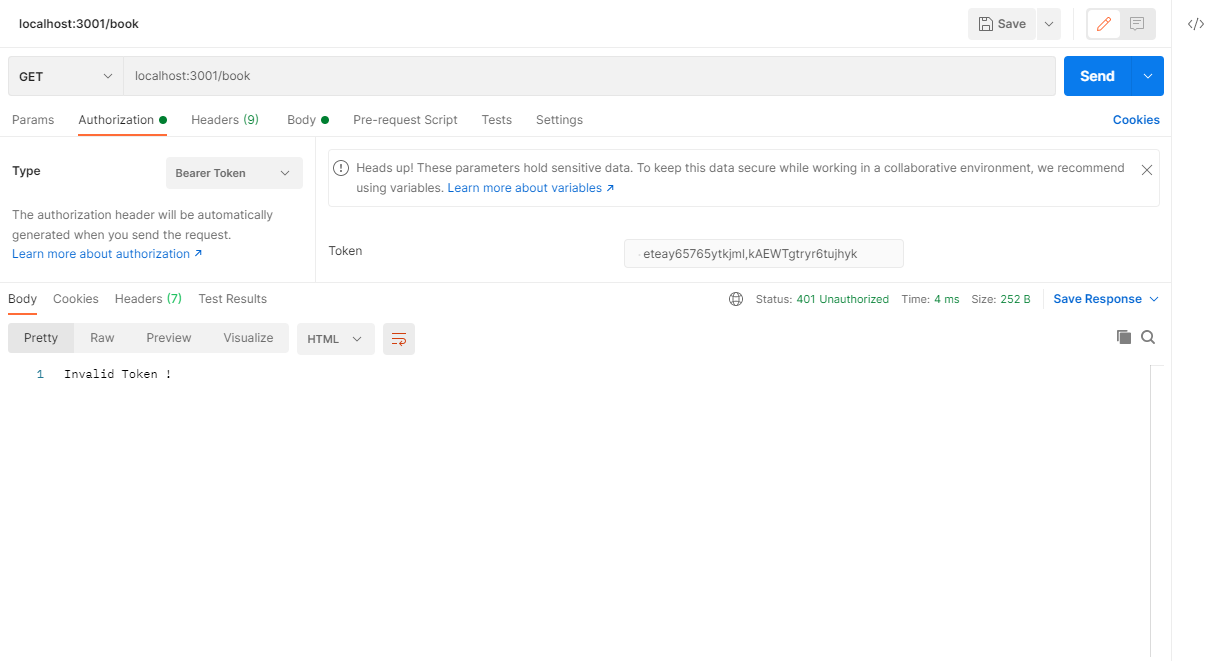 localhost:3001/book
Save
GET
localhost:3001/book
Send
Params Authorization Headers (9) Body Pre-request Script Tests Settings Cookies
Type
Bearer Token
The authorization header will be automatically
generated when you send the request.
Learn more about authorization ↗
Heads up! These parameters hold sensitive data. To keep this data secure while working in a collaborative environment, we recommend
using variables. Learn more about variables ↗
Token
eteay65765ytkjml,kAEWTgtryr6tujhyk
Body Cookies Headers (7) Test Results
Status: 401 Unauthorized Time: 4 ms Size: 252 B Save Response
Pretty Raw Preview Visualize HTML
1 Invalid Token !